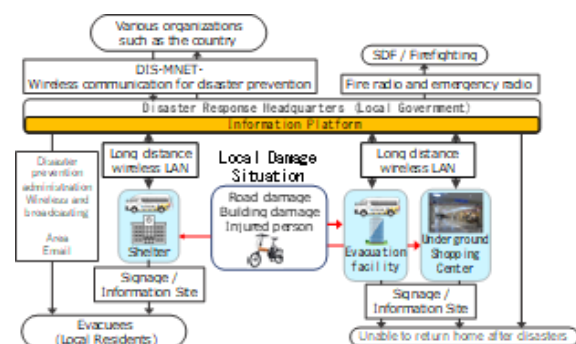 Various organizations
such as the country
SDF / Firefighting
DIS-MNET-
Wireless communication for disaster prevention
Fire radio and emergency radio
Disaster Response Headquarters (Local Government)
Information Platform
Disaster
prevention
administration
Wireless and
broadcasting
Area
Email
Long distance
wireless LAN
Local Damage
Situation
Long distance
wireless LAN
Road damage
Building damage
Injured person
Shelter
Evacuation
facility
Underground
Shopping
Center
Signage /
Information Site
Signage /
Information Site
Evacuees
(Local Residents)
Unable to return home after disasters